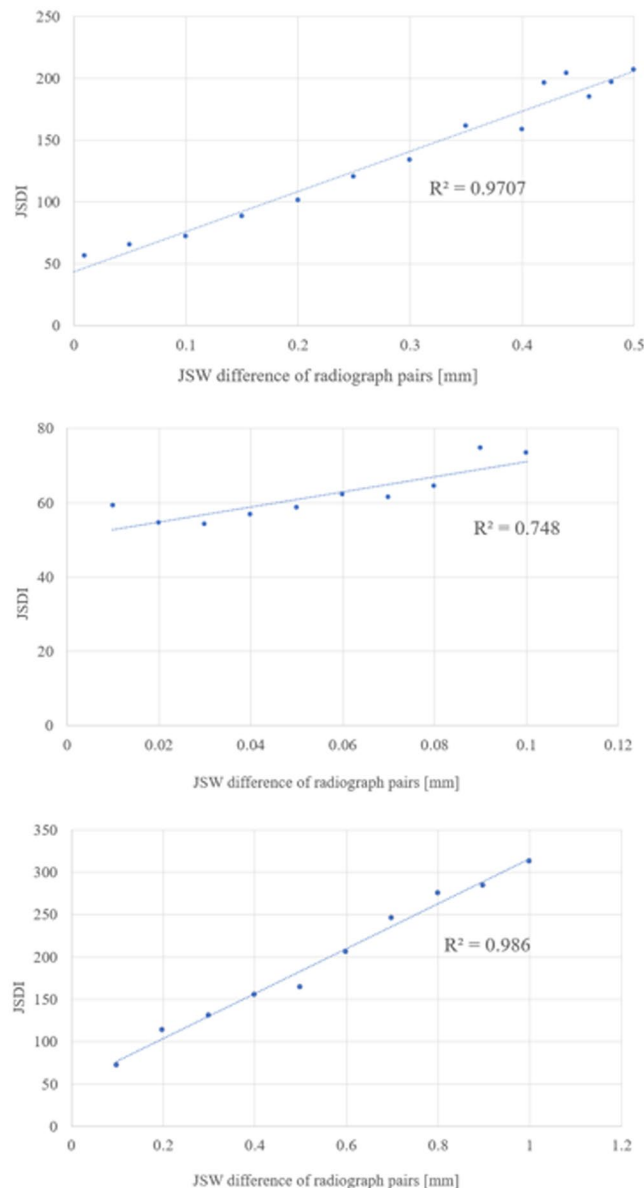 250
200
150
100
50
0
JSDI
R² = 0.9707
0 0.1 0.2 0.3 0.4 0.5
JSW difference of radiograph pairs [mm]
80
60
40
20
0
JSDI
R² = 0.748
0 0.02 0.04 0.06 0.08 0.1 0.12
JSW difference of radiograph pairs [mm]
350
300
250
200
150
100
50
0
JSDI
R² = 0.986
0 0.2 0.4 0.6 0.8 1 1.2
JSW difference of radiograph pairs [mm]